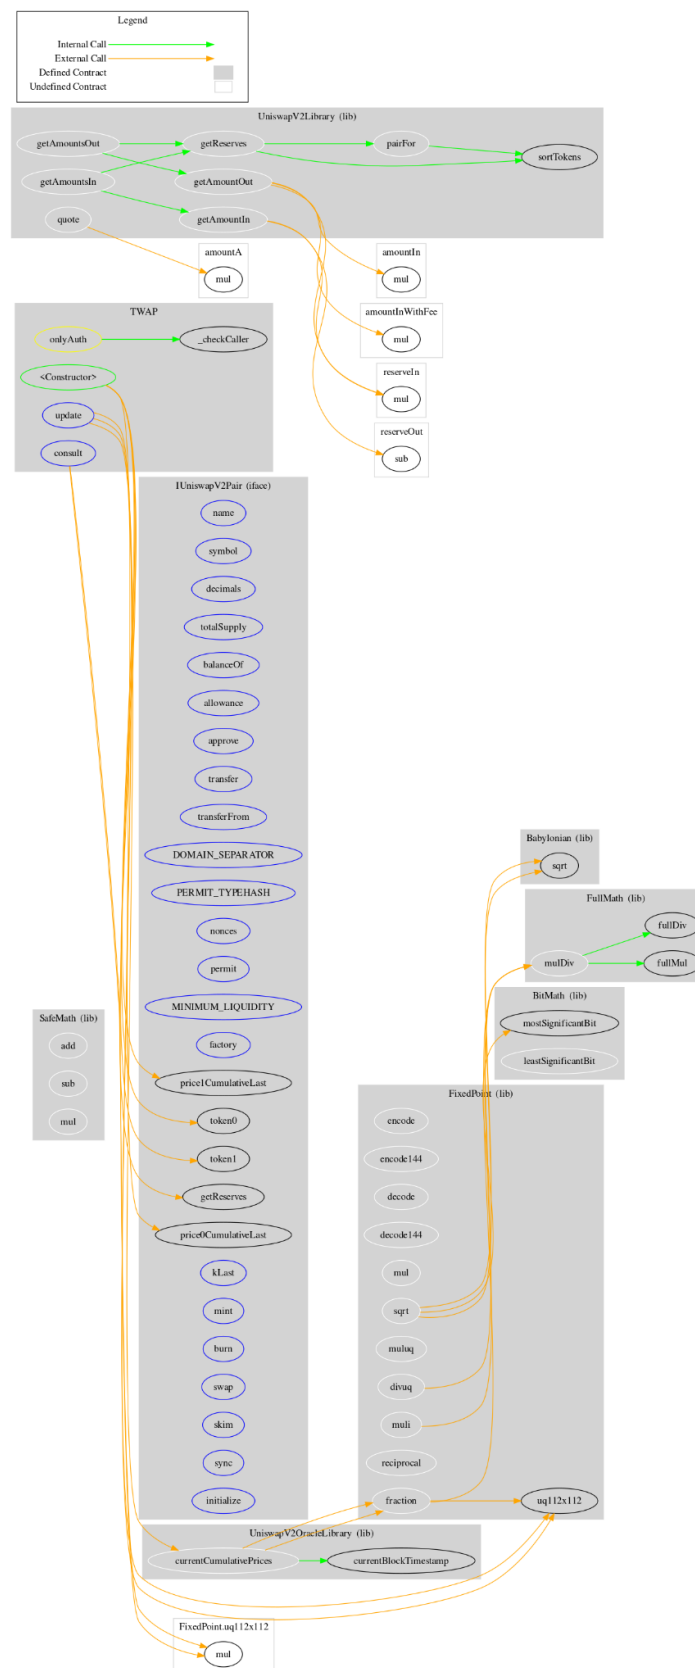 Legend
Internal Call
External Call
Defined Contract
Undefined Contract
UniswapV2Library (lib)
getAmountsOut
getReserves
pairFor
sortTokens
getAmountsIn
getAmountOut
quote
getAmountIn
amountA
mul
amountIn
mul
amountInWithFee
mul
reserveIn
mul
reserveOut
sub
TWAP
onlyAuth
_checkCaller
<Constructor>
update
consult
IUniswapV2Pair (iface)
name
symbol
decimals
totalSupply
balanceOf
allowance
approve
transfer
transferFrom
DOMAIN_SEPARATOR
PERMIT_TYPEHASH
nonces
permit
MINIMUM_LIQUIDITY
factory
price1CumulativeLast
token0
token1
getReserves
price0CumulativeLast
kLast
mint
burn
swap
skim
sync
initialize
SafeMath (lib)
add
sub
mul
Babylonian (lib)
sqrt
FullMath (lib)
fullDiv
mulDiv
fullMul
BitMath (lib)
mostSignificantBit
leastSignificantBit
FixedPoint (lib)
encode
encode144
decode
decode144
mul
sqrt
muluq
divuq
muli
reciprocal
fraction
uq112x112
UniswapV2OracleLibrary (lib)
currentCumulativePrices
currentBlockTimestamp
FixedPoint.uq112x112
mul